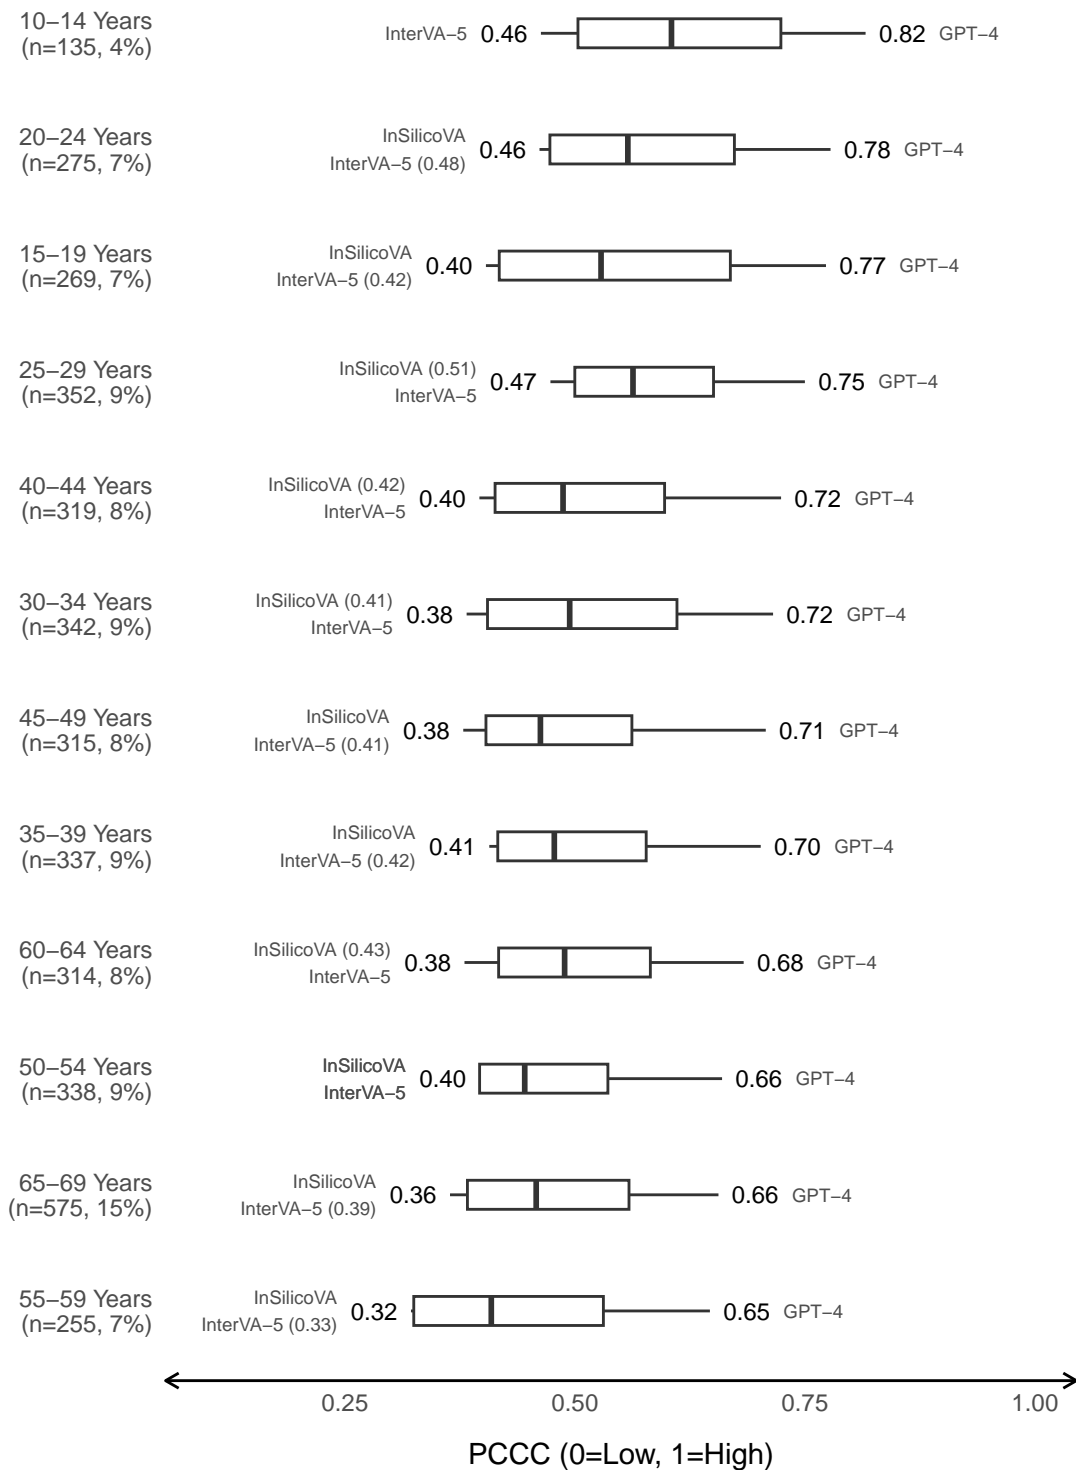 10–14 Years
(n=135, 4%)
InterVA−5 0.46 0.82 GPT−4
20–24 Years
(n=275, 7%)
InSilicoVA
InterVA−5 (0.48)
0.46 0.78 GPT−4
15–19 Years
(n=269, 7%)
InSilicoVA
InterVA−5 (0.42)
0.40 0.77 GPT−4
25–29 Years
(n=352, 9%)
InSilicoVA (0.51)
InterVA−5
0.47 0.75 GPT−4
40–44 Years
(n=319, 8%)
InSilicoVA (0.42)
InterVA−5
0.40 0.72 GPT−4
30–34 Years
(n=342, 9%)
InSilicoVA (0.41)
InterVA−5
0.38 0.72 GPT−4
45–49 Years
(n=315, 8%)
InSilicoVA
InterVA−5 (0.41)
0.38 0.71 GPT−4
35–39 Years
(n=337, 9%)
InSilicoVA
InterVA−5 (0.42)
0.41 0.70 GPT−4
60–64 Years
(n=314, 8%)
InSilicoVA (0.43)
InterVA−5
0.38 0.68 GPT−4
50–54 Years
(n=338, 9%)
InSilicoVA
InterVA−5
0.40 0.66 GPT−4
65–69 Years
(n=575, 15%)
InSilicoVA
InterVA−5 (0.39)
0.36 0.66 GPT−4
55–59 Years
(n=255, 7%)
InSilicoVA
InterVA−5 (0.33)
0.32 0.65 GPT−4
0.25 0.50 0.75 1.00
PCCC (0=Low, 1=High)